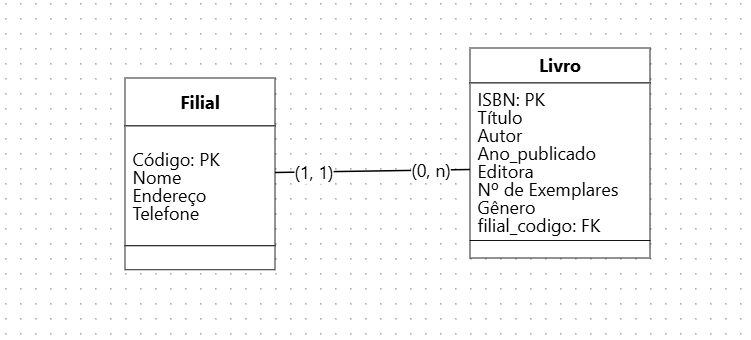 Filial
Código: PK
Nome
Endereço
Telefone
(1, 1)
(0, n)
Livro
ISBN: PK
Título
Autor
Ano_publicado
Editora
Nº de Exemplares
Gênero
filial_codigo: FK